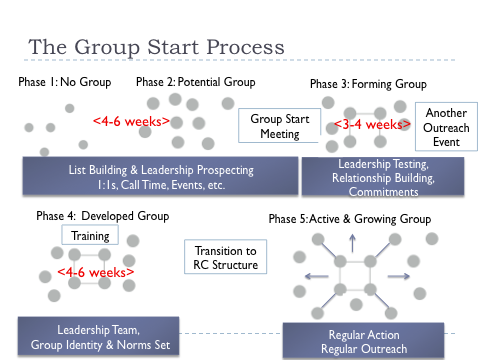 The Group Start Process
Phase 1: No Group
Phase 2: Potential Group
Phase 3: Forming Group
<4-6 weeks>
Group Start
Meeting
<3-4 weeks>
Another
Outreach
Event
List Building & Leadership Prospecting
1:1s, Call Time, Events, etc.
Leadership Testing,
Relationship Building,
Commitments
Phase 4: Developed Group
Training
<4-6 weeks>
Transition to
RC Structure
Phase 5: Active & Growing Group
Leadership Team,
Group Identity & Norms Set
Regular Action
Regular Outreach